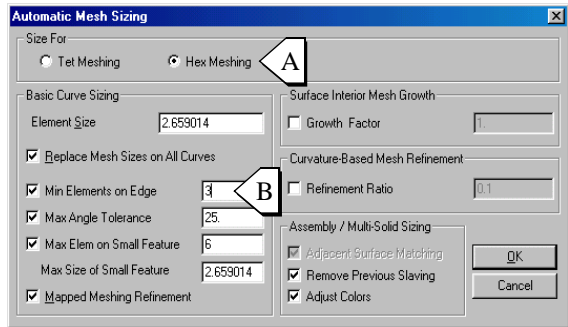 Automatic Mesh Sizing
Size For
Tet Meshing Hex Meshing A
Basic Curve Sizing
Element Size 2.659014
Replace Mesh Sizes on All Curves
Min Elements on Edge 3 B
Max Angle Tolerance 25.
Max Elem on Small Feature 6
Max Size of Small Feature 2.659014
Mapped Meshing Refinement
Surface Interior Mesh Growth
Growth Factor 1.
Curvature-Based Mesh Refinement
Refinement Ratio 0.1
Assembly / Multi-Solid Sizing
Adjacent Surface Matching
Remove Previous Slaving
Adjust Colors
OK
Cancel